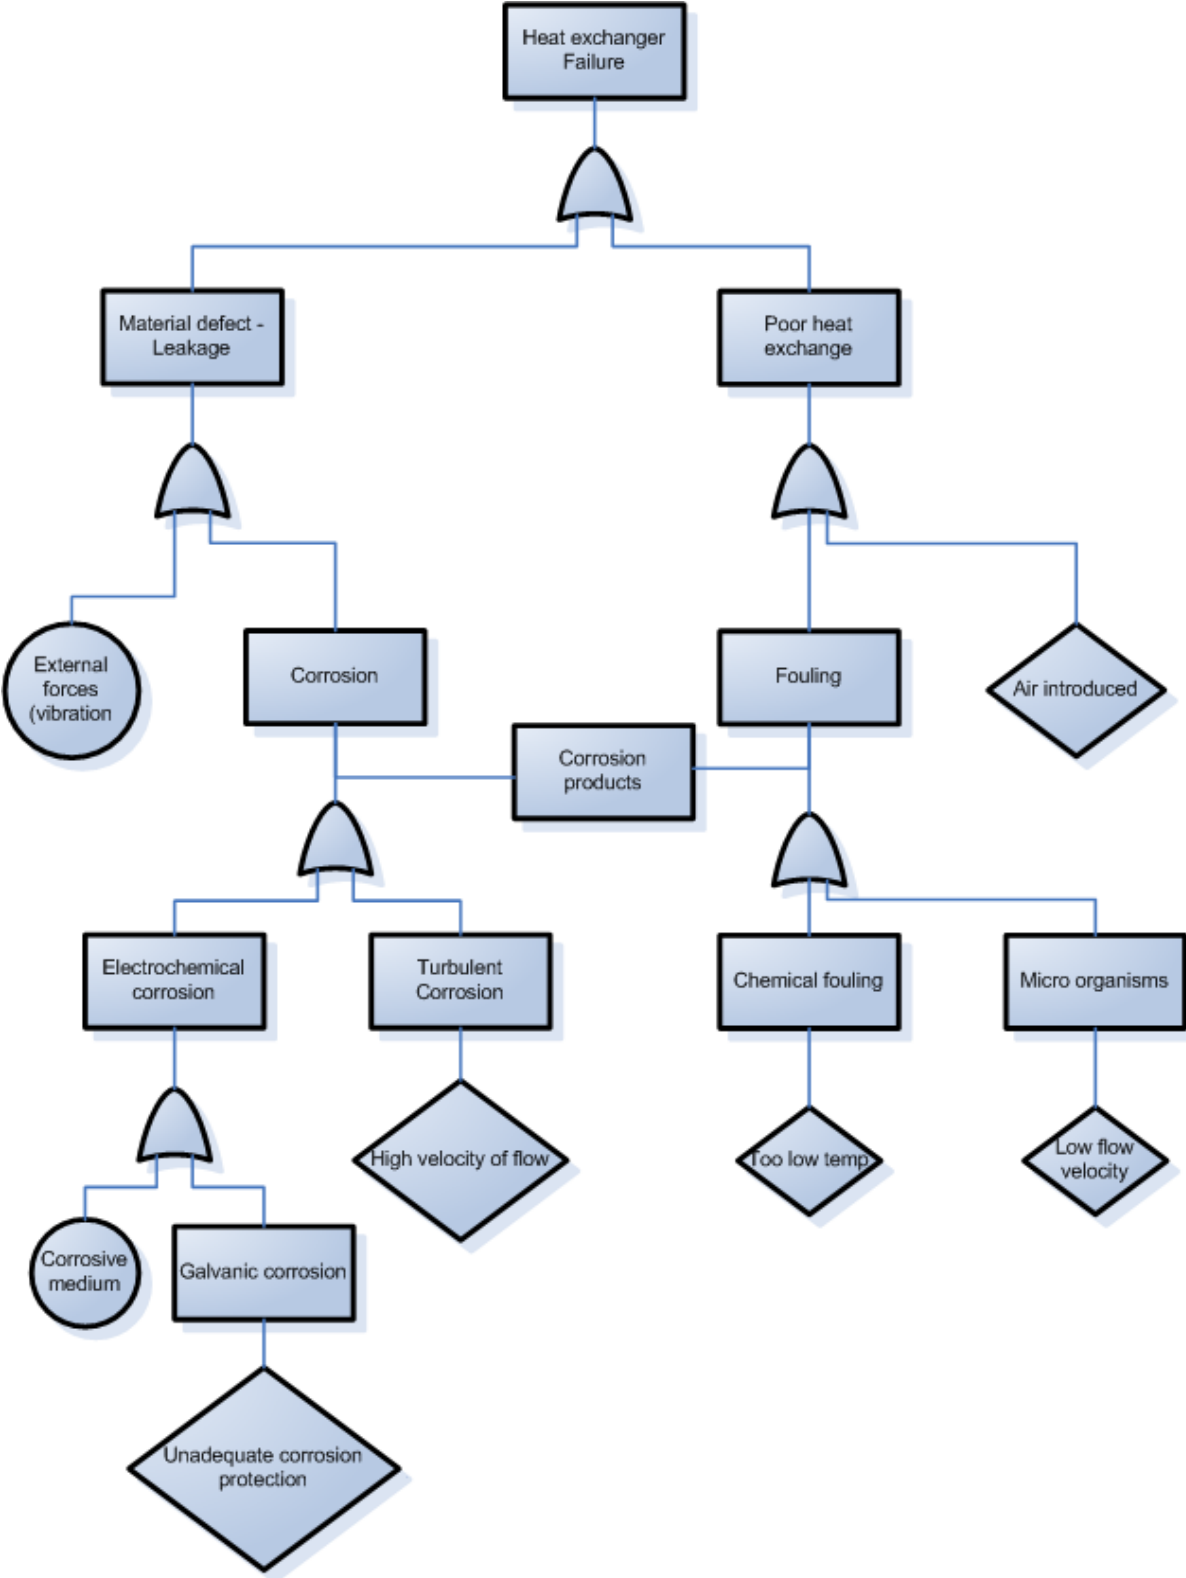 Heat exchanger
Failure
Material defect -
Leakage
Poor heat
exchange
External
forces
(vibration
Corrosion
Corrosion
products
Fouling
Air introduced
Electrochemical
corrosion
Turbulent
Corrosion
Chemical fouling
Micro organisms
High velocity of flow
Too low temp
Low flow
velocity
Corrosive
medium
Galvanic corrosion
Unadequate corrosion
protection